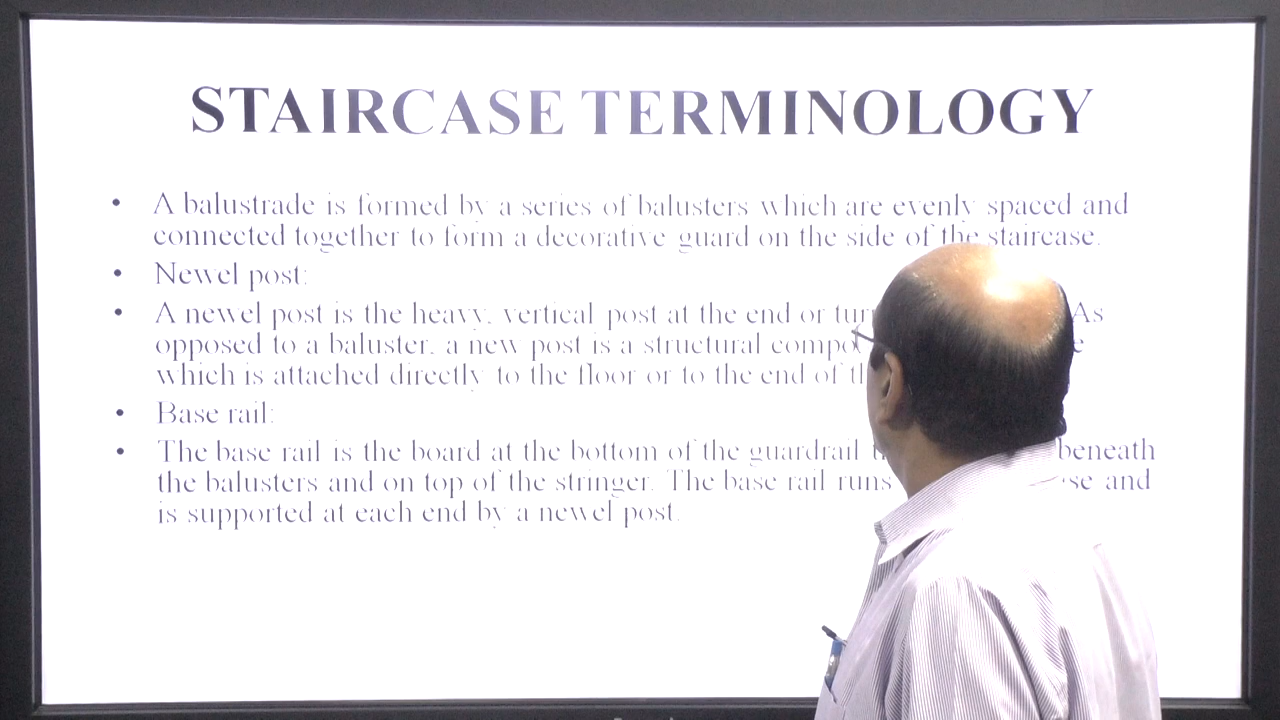 STAIRCASE TERMINOLOGY
• A balustrade is formed by a series of balusters which are evenly spaced and
connected together to form a decorative guard on the side of the staircase.
• Newel post:
• A newel post is the heavy, vertical post at the end or As
opposed to a baluster, a new post is a structural
which is attached directly to the floor or to the end of
• Base rail:
• The base rail is the board at the bottom of the guardrail beneath
the balusters and on top of the stringer. The base rail runs and
is supported at each end by a newel post.